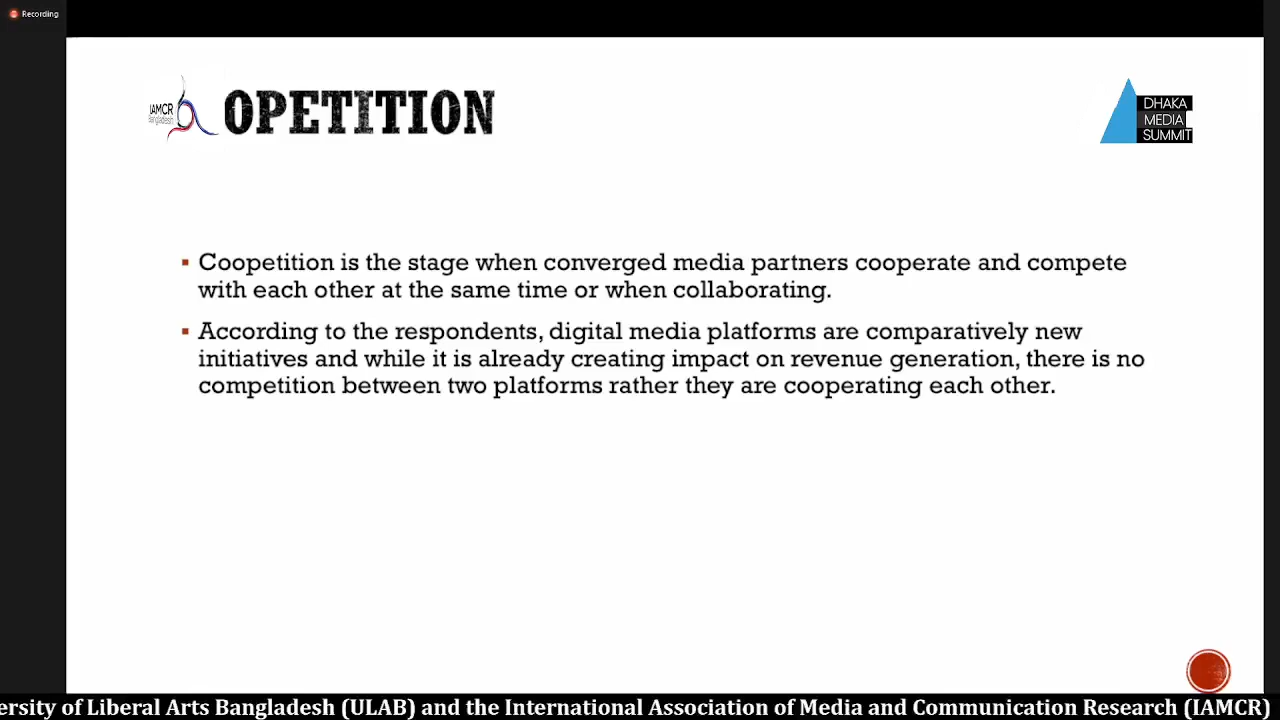 Recording
IAMCR
Bangladesh
OPETITION
DHAKA
MEDIA
SUMMIT
▪ Coopetition is the stage when converged media partners cooperate and compete
with each other at the same time or when collaborating.
▪ According to the respondents, digital media platforms are comparatively new
initiatives and while it is already creating impact on revenue generation, there is no
competition between two platforms rather they are cooperating each other.
ersity of Liberal Arts Bangladesh (ULAB) and the International Association of Media and Communication Research (IAMCR)